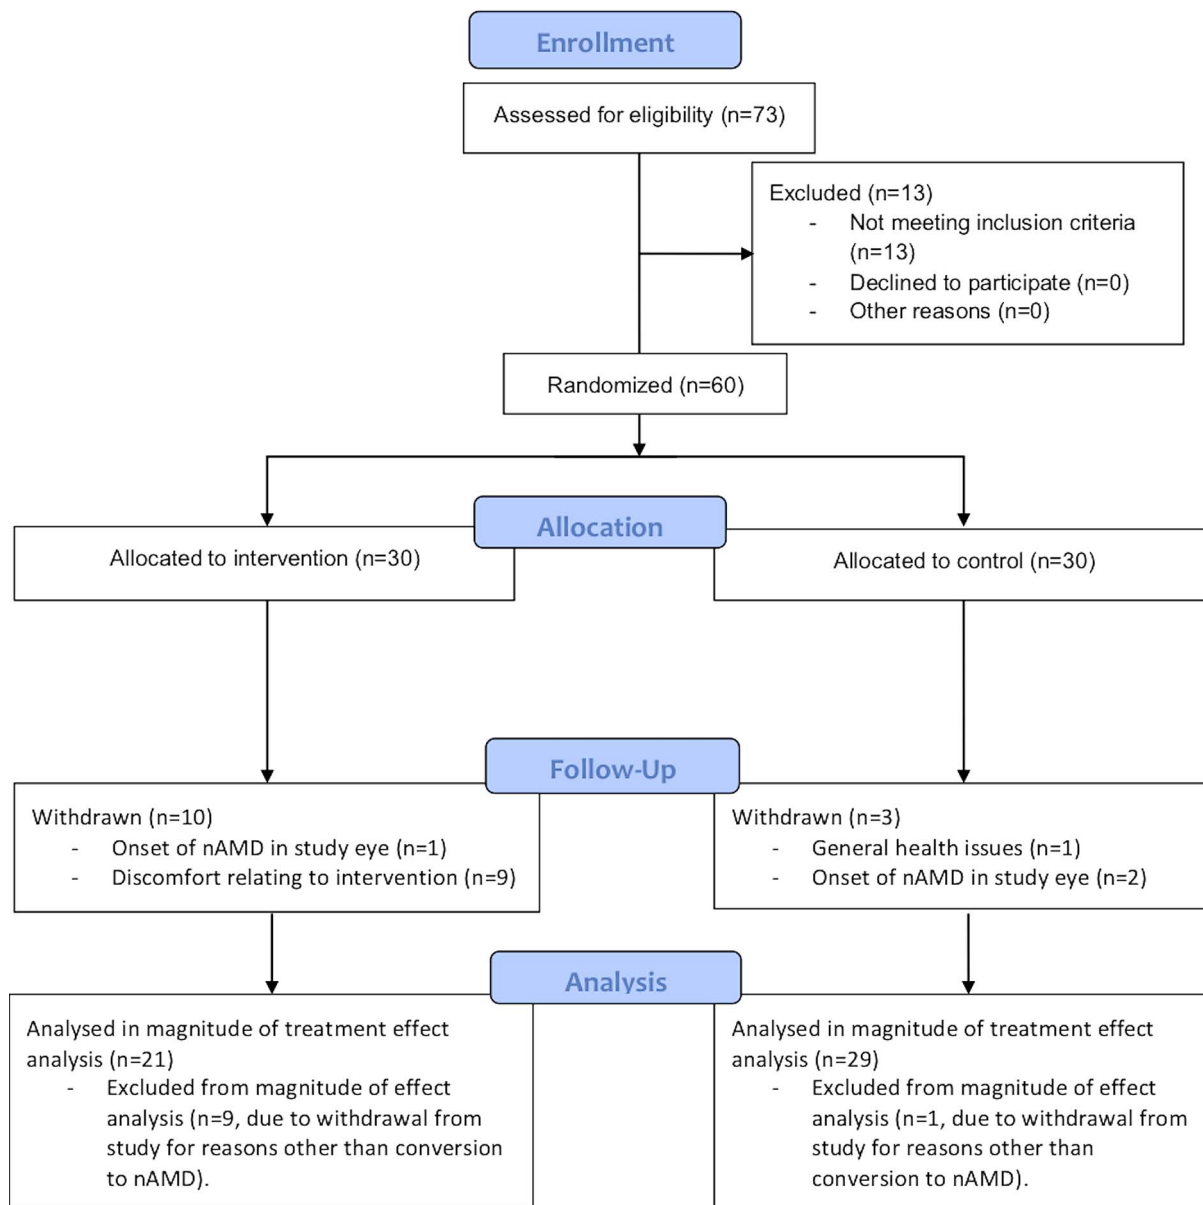 Enrollment
Assessed for eligibility (n=73)
Excluded (n=13)
- Not meeting inclusion criteria
(n=13)
- Declined to participate (n=0)
- Other reasons (n=0)
Randomized (n=60)
Allocation
Allocated to intervention (n=30)
Allocated to control (n=30)
Follow-Up
Withdrawn (n=10)
- Onset of nAMD in study eye (n=1)
- Discomfort relating to intervention (n=9)
Withdrawn (n=3)
- General health issues (n=1)
- Onset of nAMD in study eye (n=2)
Analysis
Analysed in magnitude of treatment effect
analysis (n=21)
- Excluded from magnitude of effect
analysis (n=9, due to withdrawal from
study for reasons other than conversion
to nAMD).
Analysed in magnitude of treatment effect
analysis (n=29)
- Excluded from magnitude of effect
analysis (n=1, due to withdrawal from
study for reasons other than
conversion to nAMD).